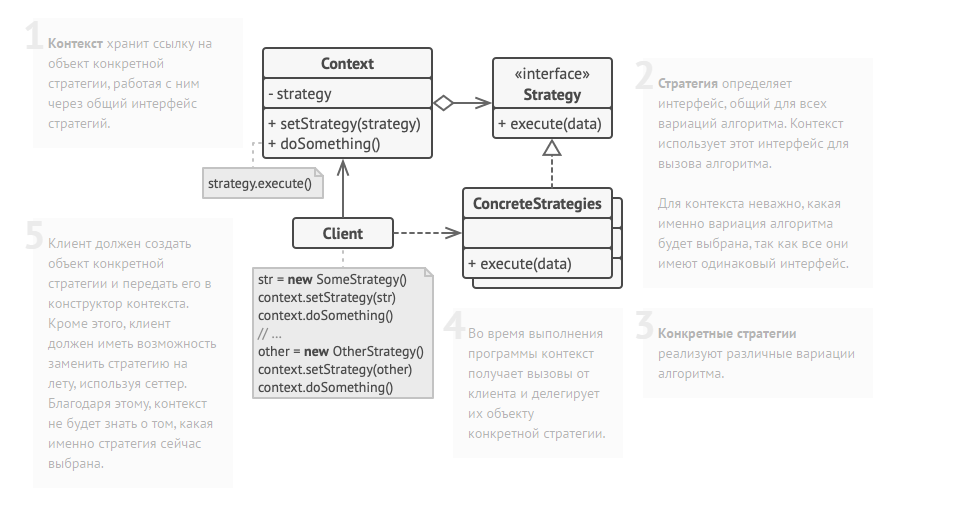 1
Контекст хранит ссылку на
объект конкретной
стратегии, работая с ним
через общий интерфейс
стратегий.
Context
- strategy
+ setStrategy(strategy)
+ doSomething()
strategy.execute()
«interface»
Strategy
+ execute(data)
2
Стратегия определяет
интерфейс, общий для всех
вариаций алгоритма. Контекст
использует этот интерфейс для
вызова алгоритма.
Для контекста неважно, какая
именно вариация алгоритма
будет выбрана, так как все они
имеют одинаковый интерфейс.
ConcreteStrategies
+ execute(data)
Client
str = new SomeStrategy()
context.setStrategy(str)
context.doSomething()
// ...
other = new OtherStrategy()
context.setStrategy(other)
context.doSomething()
3
Конкретные стратегии
реализуют различные вариации
алгоритма.
4
Во время выполнения
программы контекст
получает вызовы от
клиента и делегирует
их объекту
конкретной стратегии.
5
Клиент должен создать
объект конкретной
стратегии и передать его в
конструктор контекста.
Кроме этого, клиент
должен иметь возможность
заменить стратегию на
лету, используя сеттер.
Благодаря этому, контекст
не будет знать о том, какая
именно стратегия сейчас
выбрана.